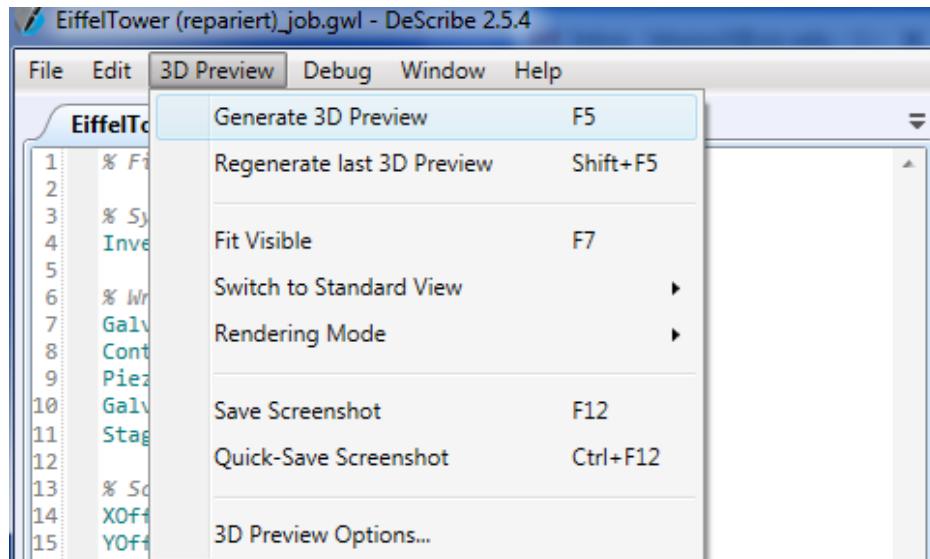 EiffelTower (repariert)_job.gwl - DeScribe 2.5.4
File Edit 3D Preview Debug Window Help
EiffelTo
Generate 3D Preview F5
1 % Fi
Regenerate last 3D Preview Shift+F5
2
3 % Sy
4 Inve
Fit Visible F7
5
6 % Wr
Switch to Standard View
7 Galv
Rendering Mode
8 Cont
9 Piez
10 Galv
Save Screenshot F12
11 Stag
12
Quick-Save Screenshot Ctrl+F12
13 % Sc
14 XOff
3D Preview Options...
15 YOff